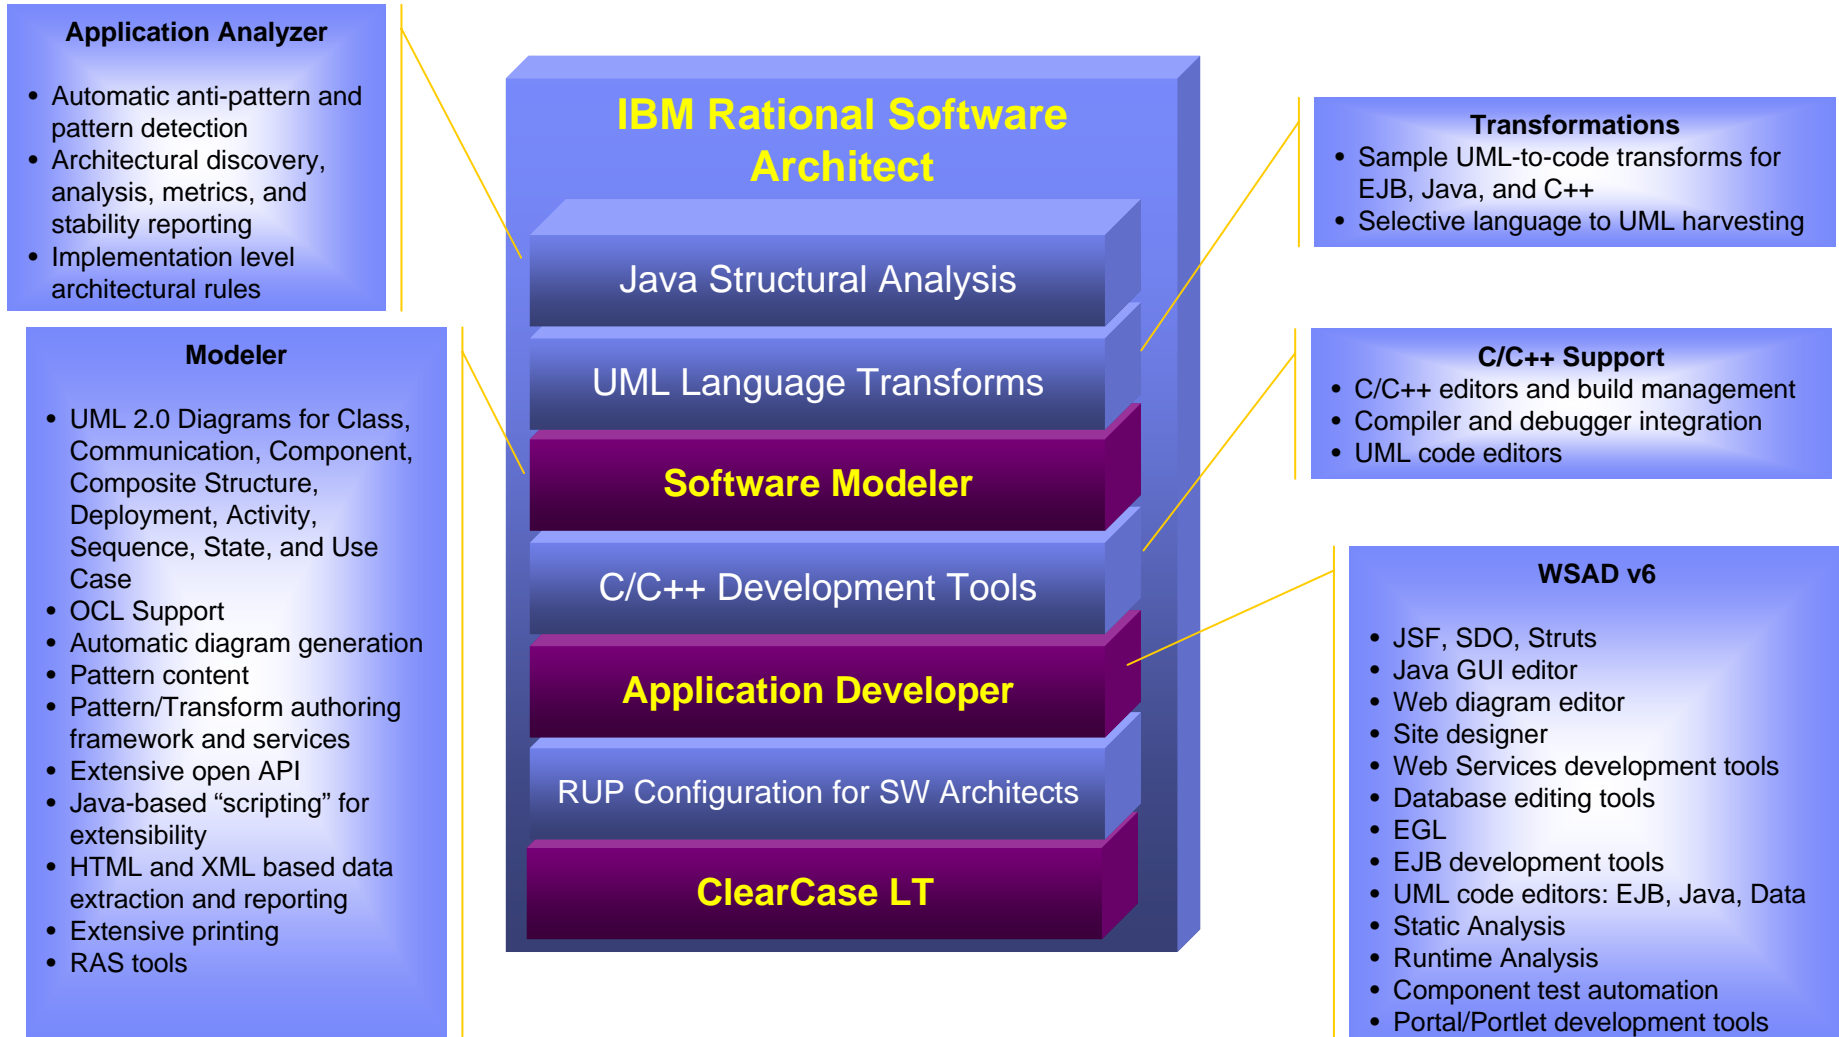 Application Analyzer
• Automatic anti-pattern and
pattern detection
• Architectural discovery,
analysis, metrics, and
stability reporting
• Implementation level
architectural rules
Modeler
• UML 2.0 Diagrams for Class,
Communication, Component,
Composite Structure,
Deployment, Activity,
Sequence, State, and Use
Case
• OCL Support
• Automatic diagram generation
• Pattern content
• Pattern/Transform authoring
framework and services
• Extensive open API
• Java-based “scripting” for
extensibility
• HTML and XML based data
extraction and reporting
• Extensive printing
• RAS tools
IBM Rational Software
Architect
Java Structural Analysis
UML Language Transforms
Software Modeler
C/C++ Development Tools
Application Developer
RUP Configuration for SW Architects
ClearCase LT
Transformations
• Sample UML-to-code transforms for
EJB, Java, and C++
• Selective language to UML harvesting
C/C++ Support
• C/C++ editors and build management
• Compiler and debugger integration
• UML code editors
WSAD v6
• JSF, SDO, Struts
• Java GUI editor
• Web diagram editor
• Site designer
• Web Services development tools
• Database editing tools
• EGL
• EJB development tools
• UML code editors: EJB, Java, Data
• Static Analysis
• Runtime Analysis
• Component test automation
• Portal/Portlet development tools